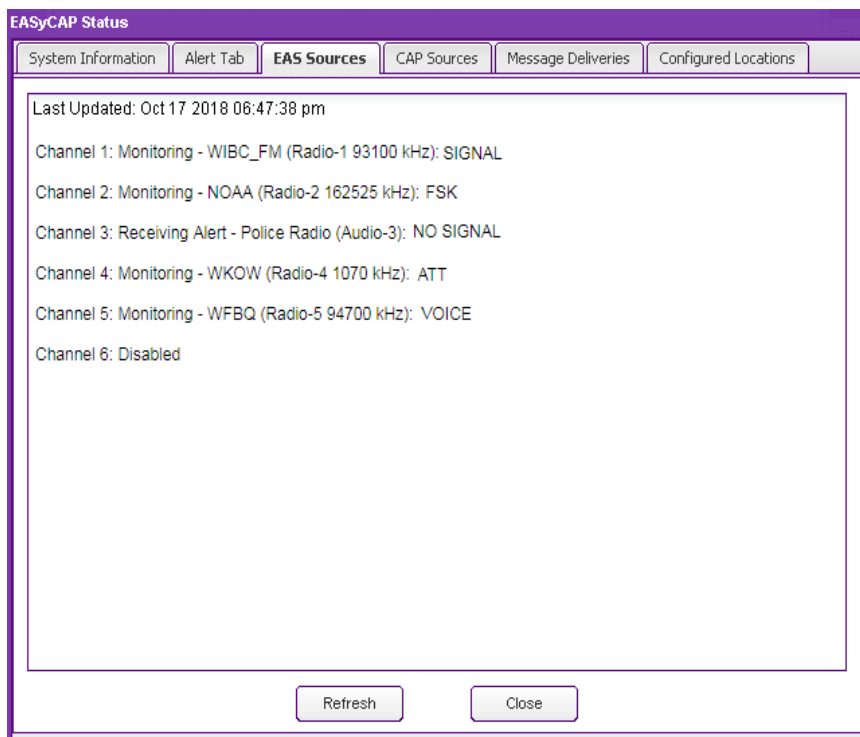 EASyCAP Status
System Information Alert Tab EAS Sources CAP Sources Message Deliveries Configured Locations
Last Updated: Oct 17 2018 06:47:38 pm
Channel 1: Monitoring - WIBC_FM (Radio-1 93100 kHz): SIGNAL
Channel 2: Monitoring - NOAA (Radio-2 162525 kHz): FSK
Channel 3: Receiving Alert - Police Radio (Audio-3): NO SIGNAL
Channel 4: Monitoring - WKOW (Radio-4 1070 kHz): ATT
Channel 5: Monitoring - WFBQ (Radio-5 94700 kHz): VOICE
Channel 6: Disabled
Refresh Close